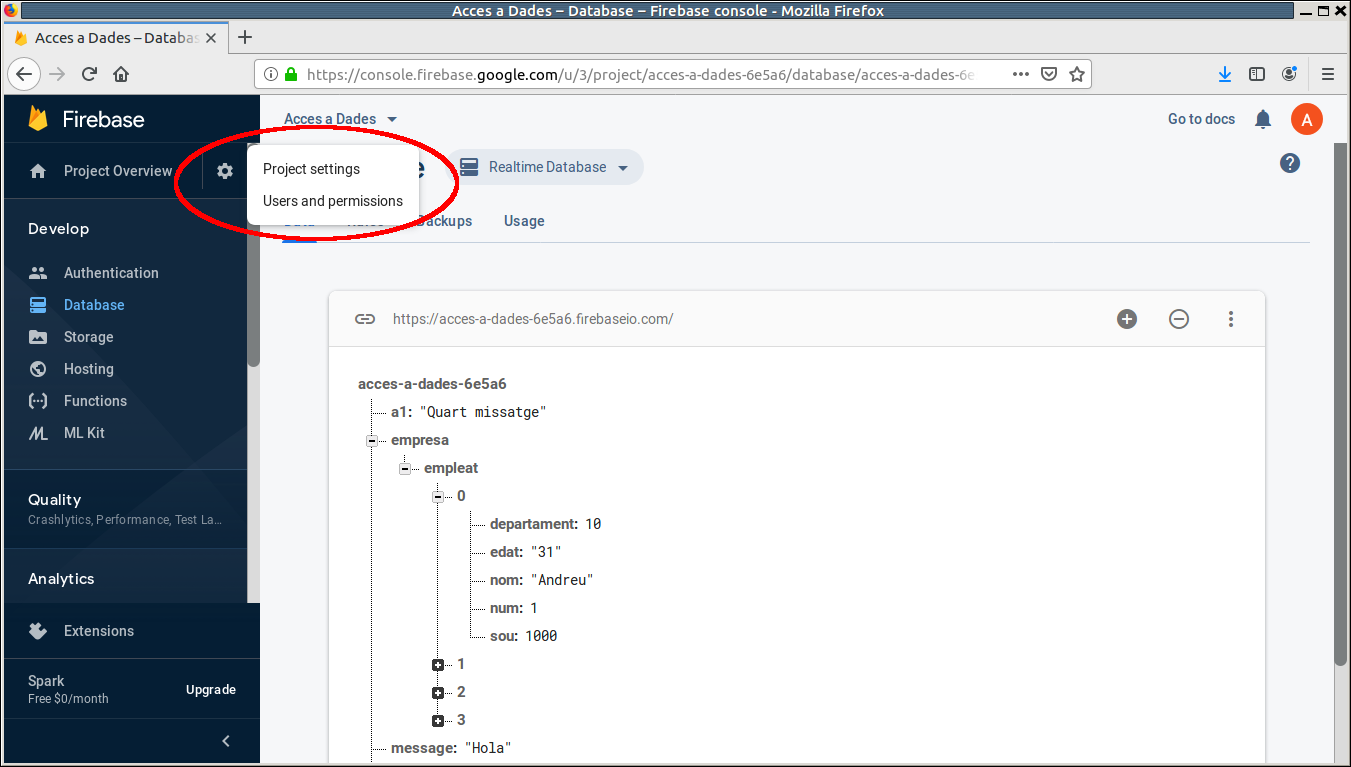 Acces a Dades – Database – Firebase console - Mozilla Firefox
Acces a Dades – Databas
https://console.firebase.google.com/u/3/project/acces-a-dades-6e5a6/database/acces-a-dades-6e
Firebase
Acces a Dades
Go to docs
A
Project Overview
Project settings
Users and permissions
Realtime Database
?
Backups
Usage
Develop
Authentication
Database
Storage
Hosting
Functions
ML Kit
Quality
Crashlytics, Performance, Test La...
Analytics
Extensions
Spark
Free $0/month
Upgrade
https://acces-a-dades-6e5a6.firebaseio.com/
acces-a-dades-6e5a6
a1: "Quart missatge"
empresa
empleat
0
departament: 10
edat: "31"
nom: "Andreu"
num: 1
sou: 1000
1
2
3
message: "Hola"